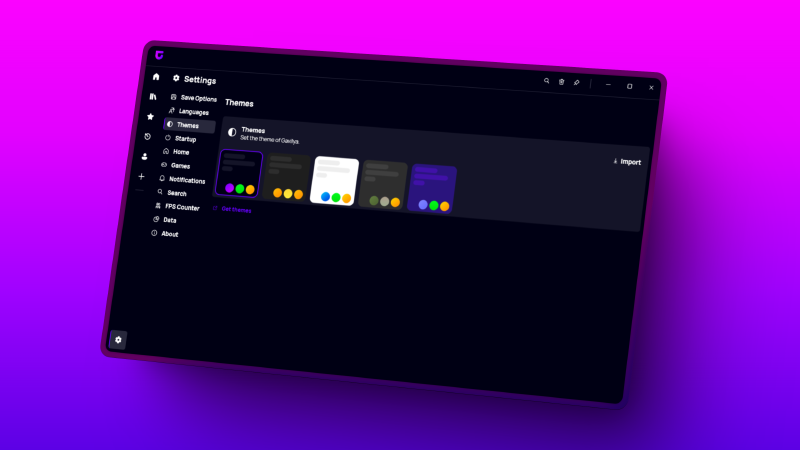 Settings
Save Options
Languages
Themes
Startup
Home
Games
Notifications
Search
FPS Counter
Data
About
Themes
Themes
Set the theme of Gavilya.
Import
Get themes